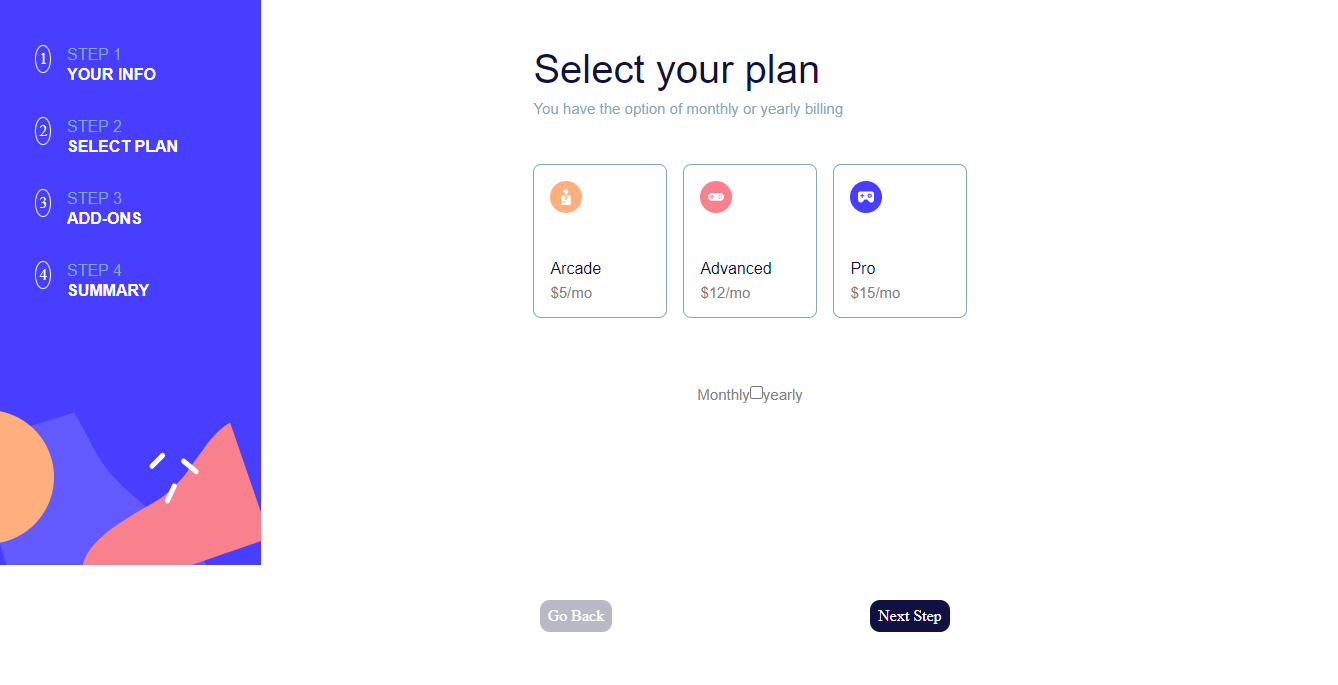 1 STEP 1
YOUR INFO
2 STEP 2
SELECT PLAN
3 STEP 3
ADD-ONS
4 STEP 4
SUMMARY
Select your plan
You have the option of monthly or yearly billing
Arcade
$5/mo
Advanced
$12/mo
Pro
$15/mo
Monthly yearly
Go Back
Next Step